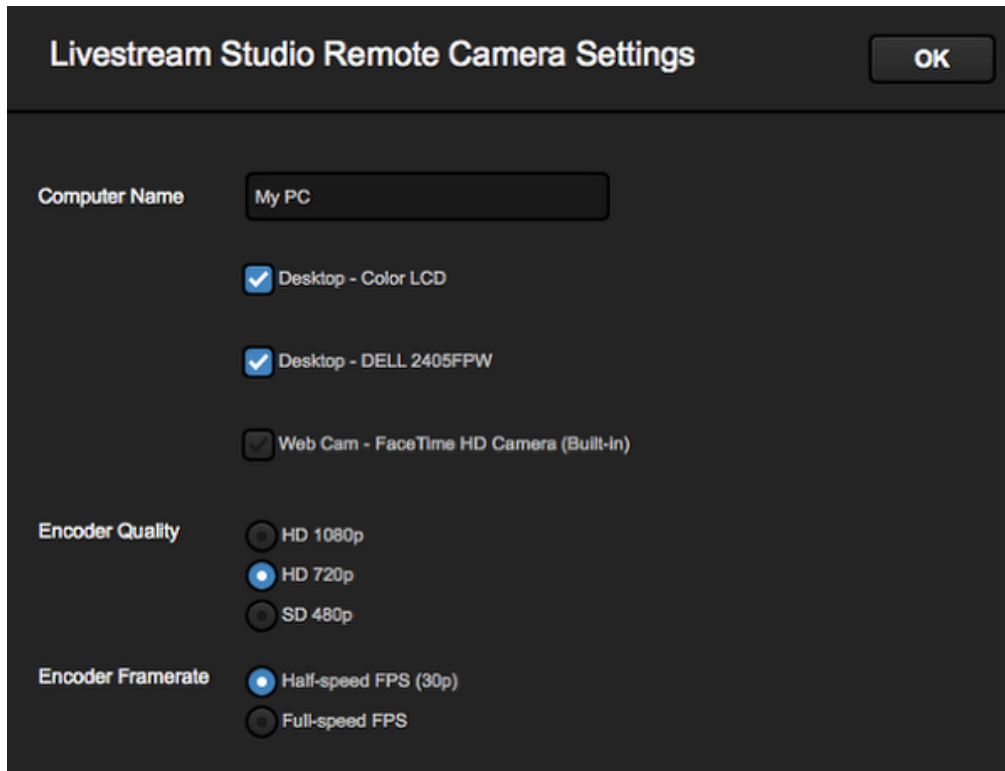 Livestream Studio Remote Camera Settings
OK
Computer Name
My PC
Desktop - Color LCD
Desktop - DELL 2405FPW
Web Cam - FaceTime HD Camera (Built-in)
Encoder Quality
HD 1080p
HD 720p
SD 480p
Encoder Framerate
Half-speed FPS (30p)
Full-speed FPS